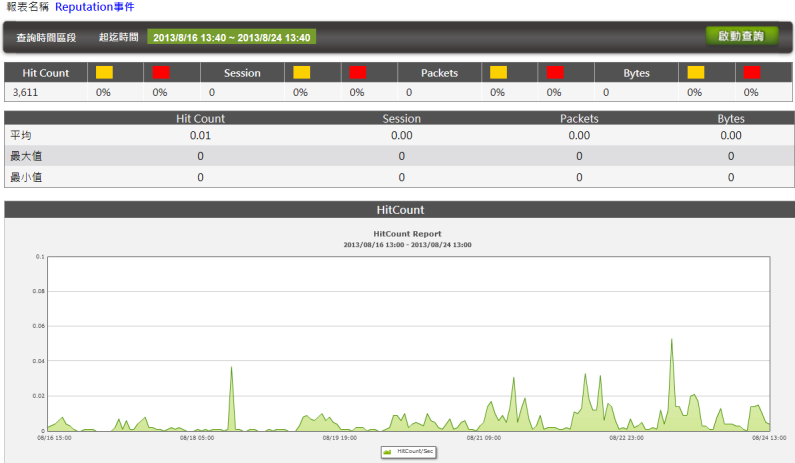 報表名稱 Reputation事件
查詢時間區段 起迄時間 2013/8/16 13:40 ~ 2013/8/24 13:40 啟動查詢
Hit Count Session Packets Bytes
3,611 0% 0% 0 0% 0% 0 0% 0% 0 0% 0%
Hit Count Session Packets Bytes
平均 0.01 0.00 0.00 0.00
最大值 0 0 0 0
最小值 0 0 0 0
HitCount
HitCount Report
2013/08/16 13:00 - 2013/08/24 13:00
0.1
0.08
0.06
0.04
0.02
0
08/16 15:00 08/18 05:00 08/19 19:00 08/21 09:00 08/22 23:00 08/24 13:00
HitCount/Sec